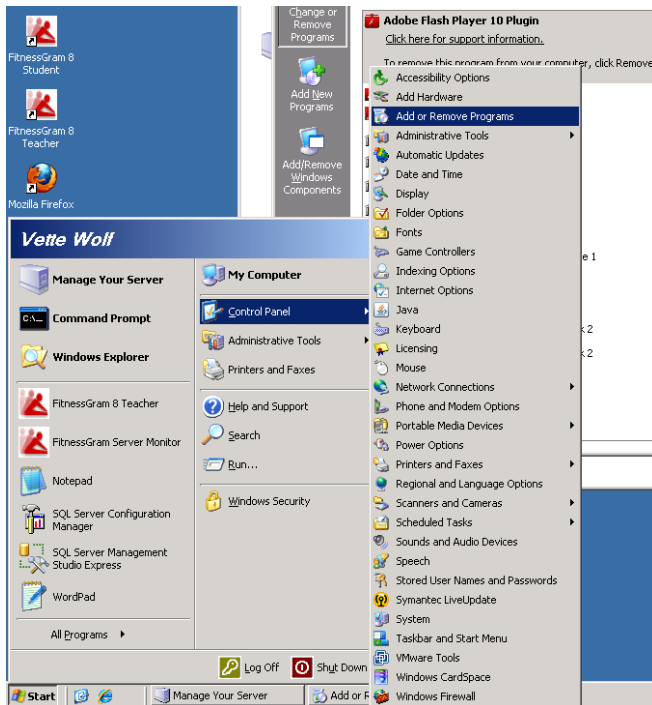 FitnessGram 8
Student
FitnessGram 8
Teacher
Mozilla Firefox
Change or
Remove
Programs
Add New
Programs
Add/Remove
Windows
Components
Adobe Flash Player 10 Plugin
Click here for support information.
To remove this program from your computer, click Remove
e 1
k 2
k 2
Vette Wolf
Manage Your Server
Command Prompt
Windows Explorer
FitnessGram 8 Teacher
FitnessGram Server Monitor
Notepad
SQL Server Configuration
Manager
SQL Server Management
Studio Express
WordPad
All Programs
My Computer
Control Panel
Administrative Tools
Printers and Faxes
Help and Support
Search
Run...
Windows Security
Log Off
Shut Down
Accessibility Options
Add Hardware
Add or Remove Programs
Administrative Tools
Automatic Updates
Date and Time
Display
Folder Options
Fonts
Game Controllers
Indexing Options
Internet Options
Java
Keyboard
Licensing
Mouse
Network Connections
Phone and Modem Options
Portable Media Devices
Power Options
Printers and Faxes
Regional and Language Options
Scanners and Cameras
Scheduled Tasks
Sounds and Audio Devices
Speech
Stored User Names and Passwords
Symantec LiveUpdate
System
Taskbar and Start Menu
VMware Tools
Windows CardSpace
Windows Firewall
Start
Manage Your Server
Add or R